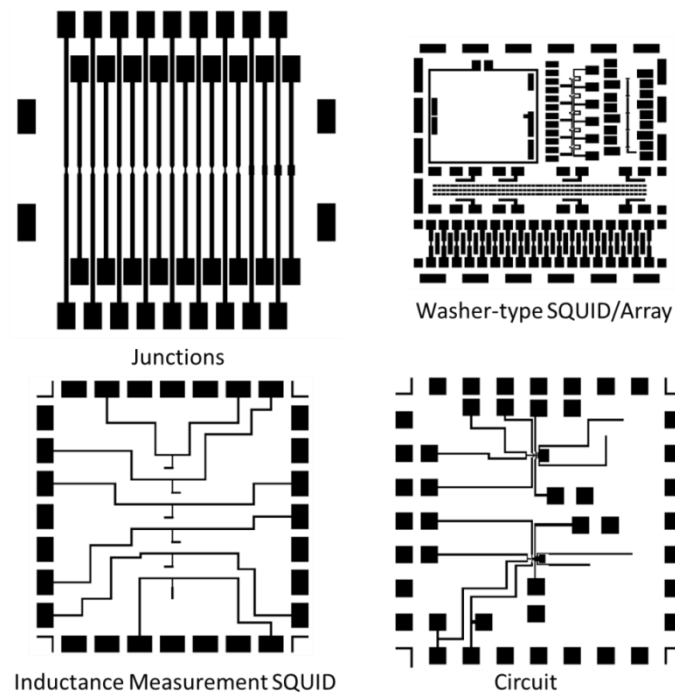 Junctions
Washer-type SQUID/Array
Inductance Measurement SQUID
Circuit